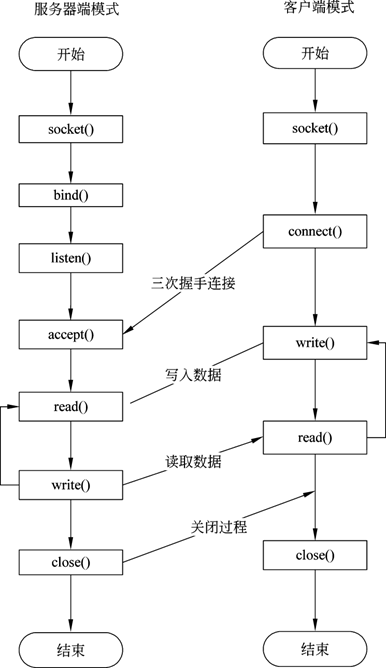 服务器端模式
客户端模式
开始
开始
socket()
socket()
bind()
connect()
listen()
三次握手连接
accept()
write()
写入数据
read()
read()
读取数据
write()
关闭过程
close()
close()
结束
结束